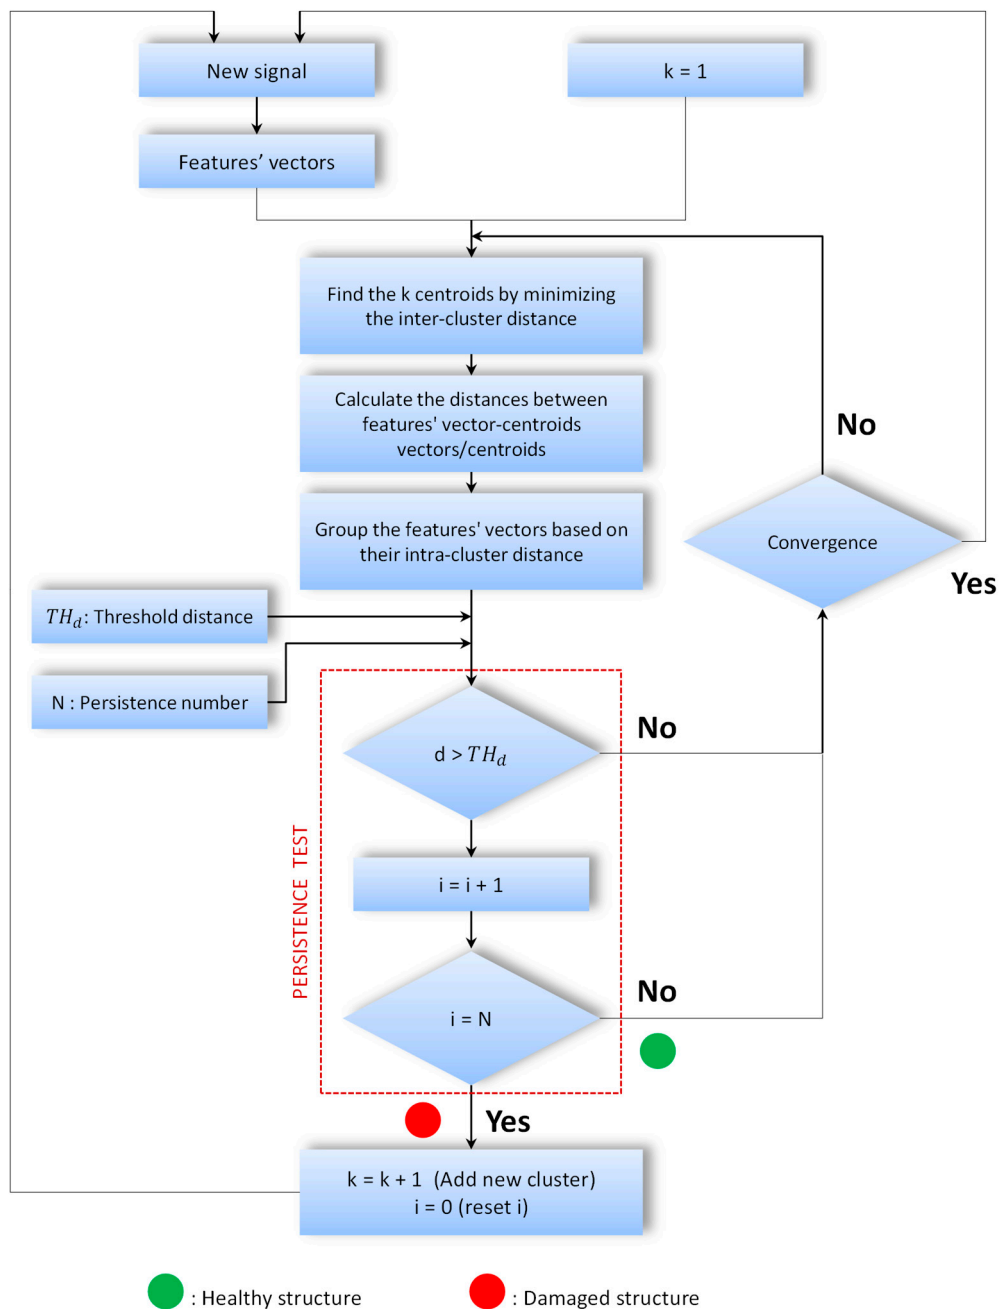 New signal
k = 1
Features’ vectors
Find the k centroids by minimizing
the inter-cluster distance
Calculate the distances between
features' vector-centroids
vectors/centroids
No
Group the features' vectors based on
their intra-cluster distance
Convergence
Yes
TH_d: Threshold distance
N : Persistence number
No
d > TH_d
PERSISTENCE TEST
i = i + 1
No
i = N
Yes
k = k + 1 (Add new cluster)
i = 0 (reset i)
: Healthy structure
: Damaged structure